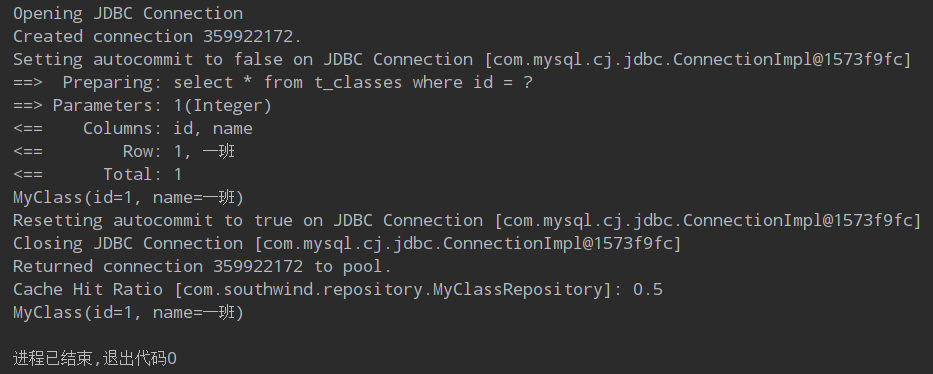 Opening JDBC Connection
Created connection 359922172.
Setting autocommit to false on JDBC Connection [com.mysql.cj.jdbc.ConnectionImpl@1573f9fc]
==>  Preparing: select * from t_classes where id = ?
==> Parameters: 1(Integer)
<==    Columns: id, name
<==        Row: 1, 一班
<==      Total: 1
MyClass(id=1, name=一班)
Resetting autocommit to true on JDBC Connection [com.mysql.cj.jdbc.ConnectionImpl@1573f9fc]
Closing JDBC Connection [com.mysql.cj.jdbc.ConnectionImpl@1573f9fc]
Returned connection 359922172 to pool.
Cache Hit Ratio [com.southwind.repository.MyClassRepository]: 0.5
MyClass(id=1, name=一班)
进程已结束,退出代码0